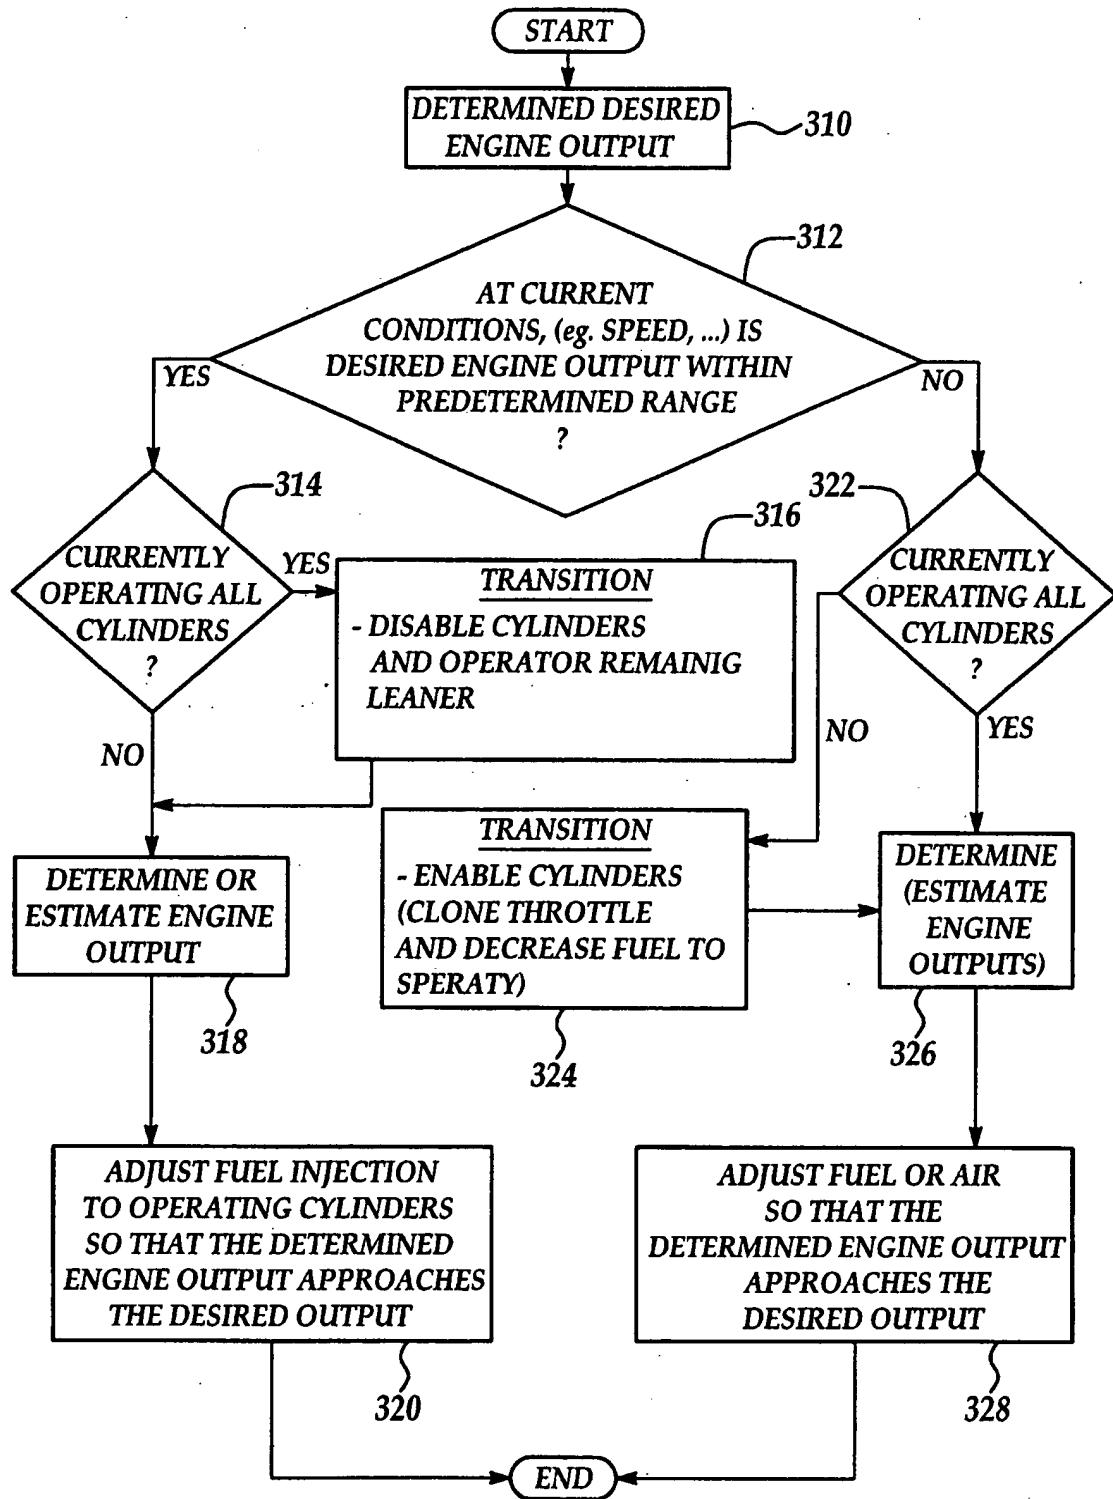 START
DETERMINED DESIRED
ENGINE OUTPUT
310
312
AT CURRENT
CONDITIONS, (eg. SPEED, ...) IS
DESIRED ENGINE OUTPUT WITHIN
PREDETERMINED RANGE
?
YES
NO
314
CURRENTLY
OPERATING ALL
CYLINDERS
?
YES
NO
316
TRANSITION
- DISABLE CYLINDERS
AND OPERATOR REMAINIG
LEANER
322
CURRENTLY
OPERATING ALL
CYLINDERS
?
NO
YES
TRANSITION
- ENABLE CYLINDERS
(CLONE THROTTLE
AND DECREASE FUEL TO
SPERATY)
324
DETERMINE OR
ESTIMATE ENGINE
OUTPUT
318
DETERMINE
(ESTIMATE
ENGINE
OUTPUTS)
326
ADJUST FUEL INJECTION
TO OPERATING CYLINDERS
SO THAT THE DETERMINED
ENGINE OUTPUT APPROACHES
THE DESIRED OUTPUT
320
ADJUST FUEL OR AIR
SO THAT THE
DETERMINED ENGINE OUTPUT
APPROACHES THE
DESIRED OUTPUT
328
END